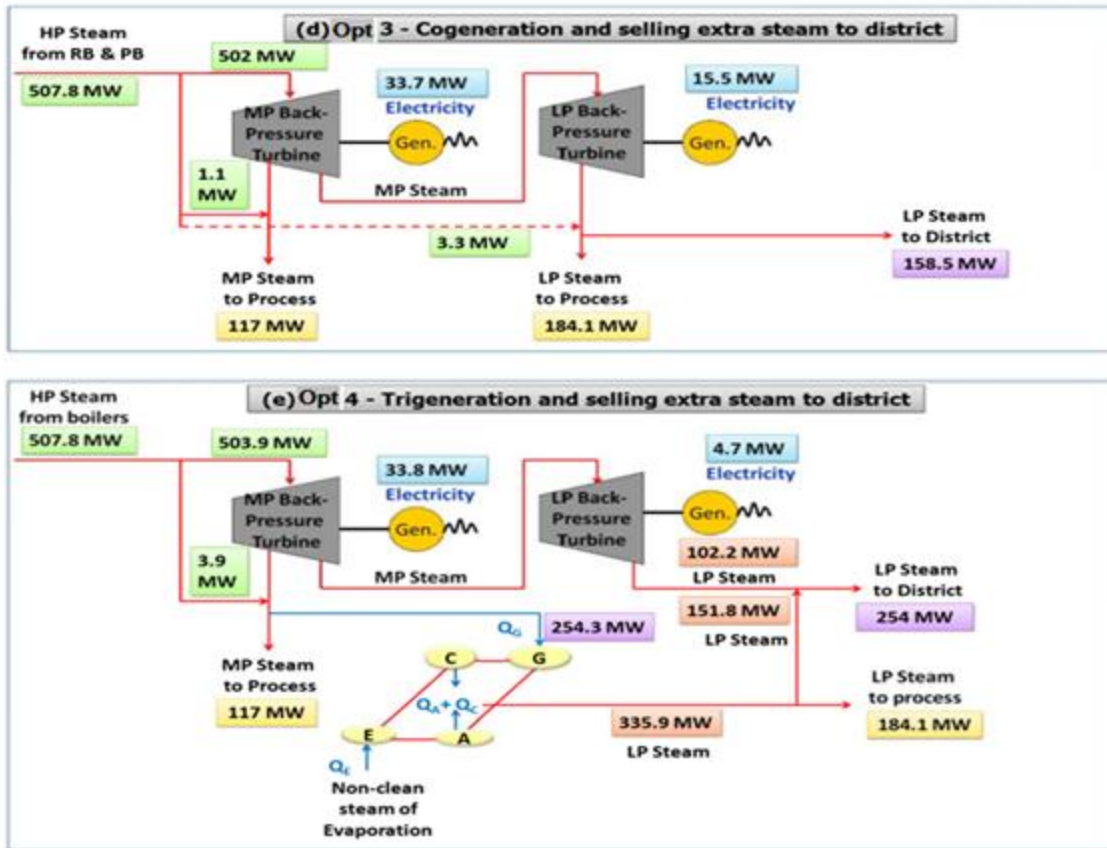 (d) Opt 3 - Cogeneration and selling extra steam to district
HP Steam
from RB & PB
507.8 MW
502 MW
MP Back-
Pressure
Turbine
33.7 MW
Electricity
Gen.
LP Back-
Pressure
Turbine
15.5 MW
Electricity
Gen.
MP Steam
1.1
MW
3.3 MW
LP Steam
to District
158.5 MW
MP Steam
to Process
117 MW
LP Steam
to Process
184.1 MW
(e) Opt 4 - Trigeneration and selling extra steam to district
HP Steam
from boilers
507.8 MW
503.9 MW
MP Back-
Pressure
Turbine
33.8 MW
Electricity
Gen.
LP Back-
Pressure
Turbine
4.7 MW
Electricity
Gen.
MP Steam
3.9
MW
102.2 MW
LP Steam
151.8 MW
LP Steam
LP Steam
to District
254 MW
QG
254.3 MW
MP Steam
to Process
117 MW
C
G
QA+ QC
E
A
QE
Non-clean
steam of
Evaporation
335.9 MW
LP Steam
LP Steam
to process
184.1 MW